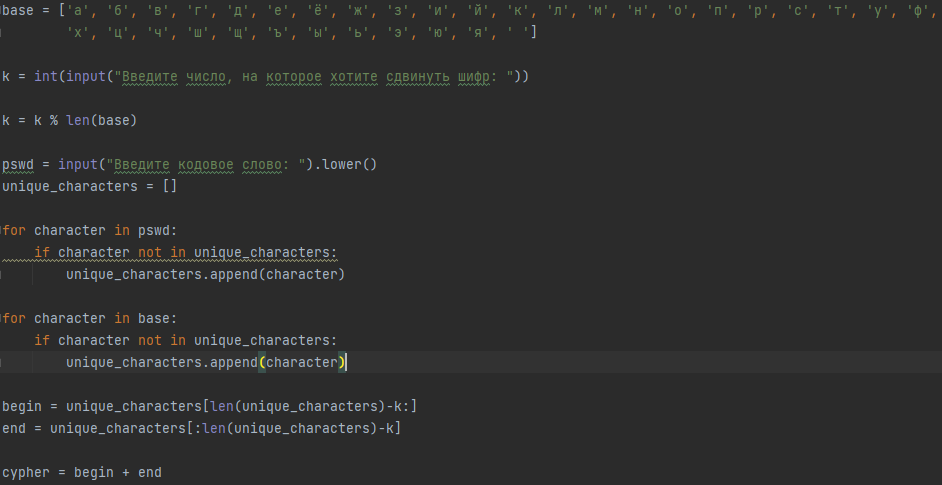 base = ['а', 'б', 'в', 'г', 'д', 'е', 'ё', 'ж', 'з', 'и', 'й', 'к', 'л', 'м', 'н', 'о', 'п', 'р', 'с', 'т', 'у', 'ф',
'х', 'ц', 'ч', 'ш', 'щ', 'ъ', 'ы', 'ь', 'э', 'ю', 'я', ' ']
k = int(input("Введите число, на которое хотите сдвинуть шифр: "))
k = k % len(base)
pswd = input("Введите кодовое слово: ").lower()
unique_characters = []
for character in pswd:
    if character not in unique_characters:
        unique_characters.append(character)
for character in base:
    if character not in unique_characters:
        unique_characters.append(character)
begin = unique_characters[len(unique_characters)-k:]
end = unique_characters[:len(unique_characters)-k]
cypher = begin + end